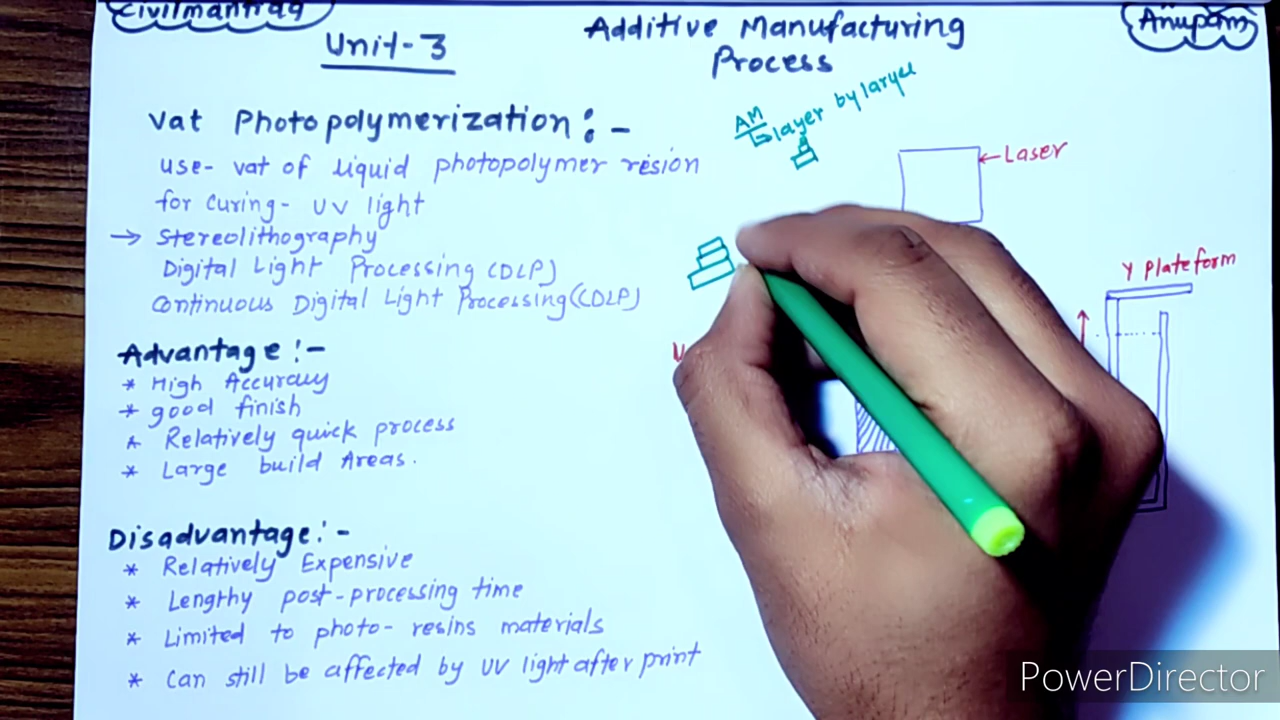 Civilmantraa
Anupam
Additive Manufacturing
Process
Unit-3
AM
layer by laryer
Vat Photopolymerization:-
use- vat of liquid photopolymer resion
for curing- UV light
→ Stereolithography
Digital Light Processing (DLP)
Continuous Digital Light Processing (CDLP)
Laser
Y plateform
Advantage:-
* High Accuracy
* good finish
* Relatively quick process
* Large build Areas.
Disadvantage:-
* Relatively Expensive
* Lengthy post-processing time
* Limited to photo-resins materials
* Can still be affected by UV light after print
PowerDirector